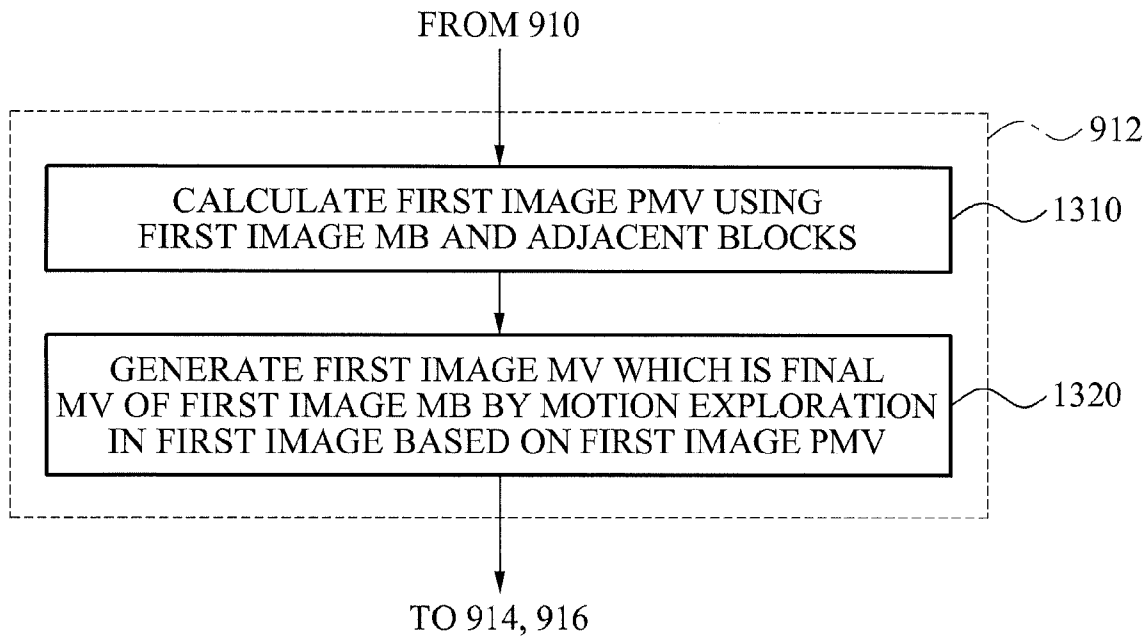 FROM 910
912
CALCULATE FIRST IMAGE PMV USING
FIRST IMAGE MB AND ADJACENT BLOCKS
1310
GENERATE FIRST IMAGE MV WHICH IS FINAL
MV OF FIRST IMAGE MB BY MOTION EXPLORATION
IN FIRST IMAGE BASED ON FIRST IMAGE PMV
1320
TO 914, 916